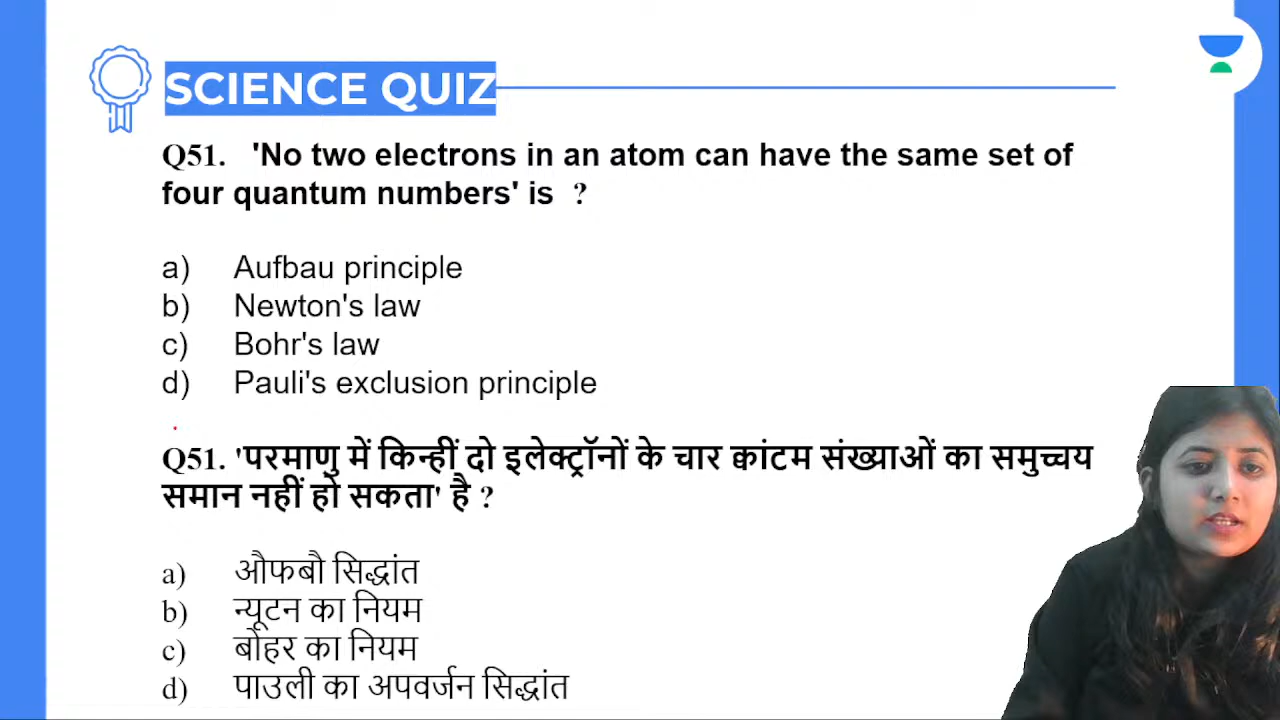 SCIENCE QUIZ
Q51. 'No two electrons in an atom can have the same set of
four quantum numbers' is ?
a) Aufbau principle
b) Newton's law
c) Bohr's law
d) Pauli's exclusion principle
Q51. 'परमाणु में किन्हीं दो इलेक्ट्रॉनों के चार क्वांटम संख्याओं का समुच्चय
समान नहीं हो सकता' है ?
a) औफबौ सिद्धांत
b) न्यूटन का नियम
c) बोहर का नियम
d) पाउली का अपवर्जन सिद्धांत